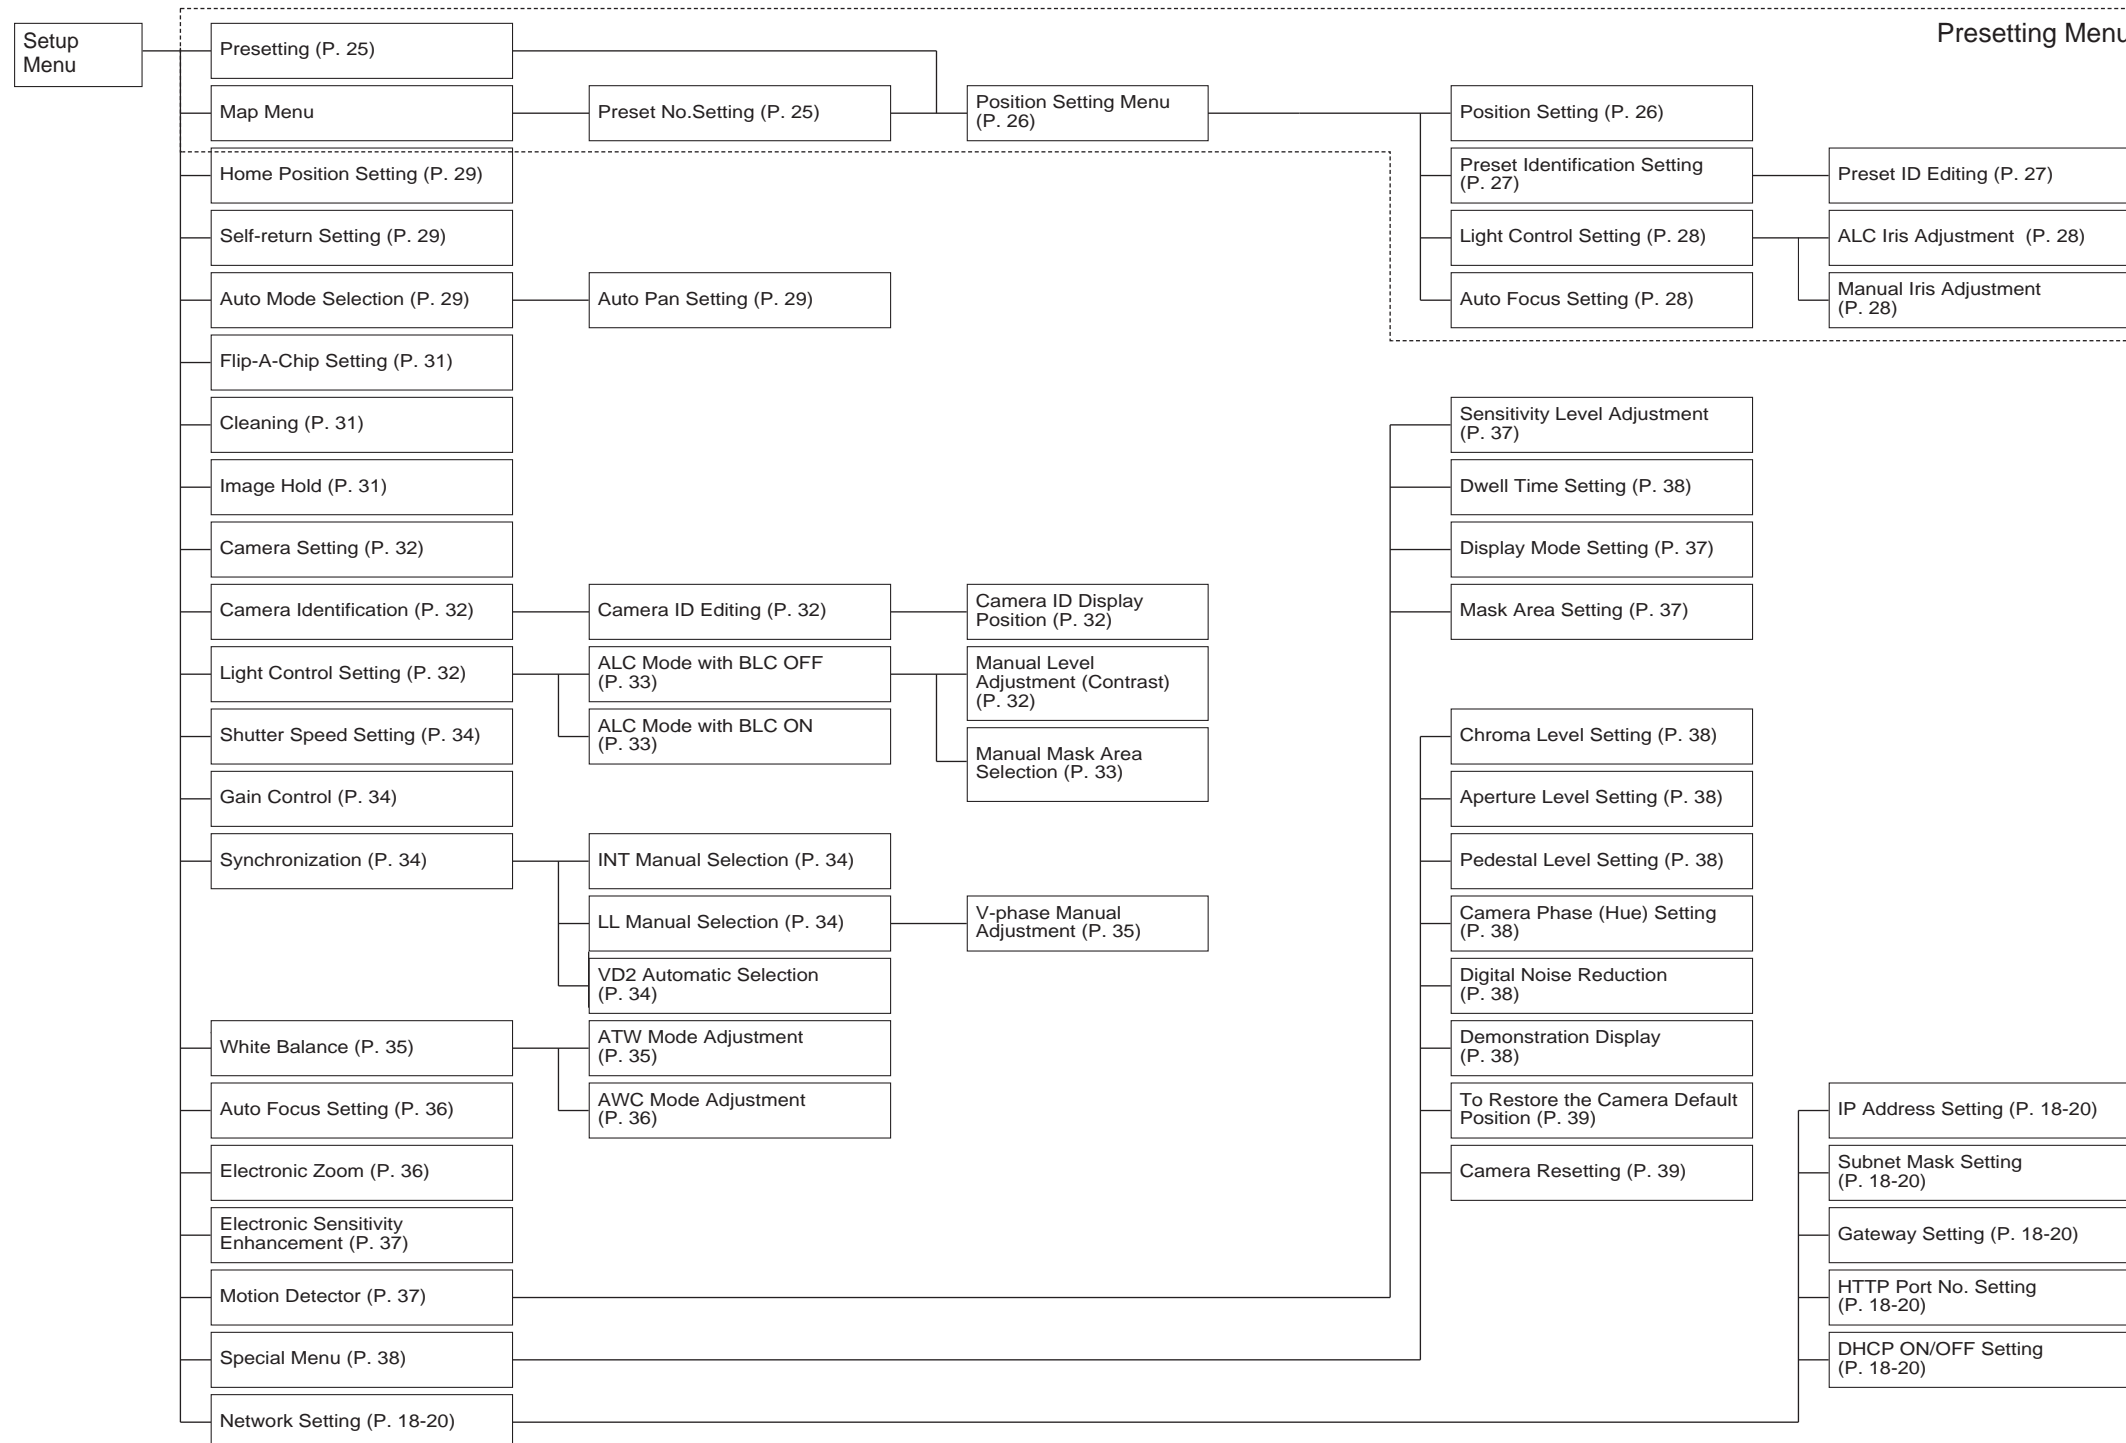 Presetting Menu
Setup
Menu
Presetting (P. 25)
Map Menu
Preset No.Setting (P. 25)
Position Setting Menu
(P. 26)
Position Setting (P. 26)
Home Position Setting (P. 29)
Preset Identification Setting
(P. 27)
Preset ID Editing (P. 27)
Self-return Setting (P. 29)
Light Control Setting (P. 28)
ALC Iris Adjustment  (P. 28)
Auto Mode Selection (P. 29)
Auto Pan Setting (P. 29)
Auto Focus Setting (P. 28)
Manual Iris Adjustment
(P. 28)
Flip-A-Chip Setting (P. 31)
Cleaning (P. 31)
Sensitivity Level Adjustment
(P. 37)
Image Hold (P. 31)
Dwell Time Setting (P. 38)
Camera Setting (P. 32)
Display Mode Setting (P. 37)
Camera Identification (P. 32)
Camera ID Editing (P. 32)
Camera ID Display
Position (P. 32)
Mask Area Setting (P. 37)
Light Control Setting (P. 32)
ALC Mode with BLC OFF
(P. 33)
Manual Level
Adjustment (Contrast)
(P. 32)
Shutter Speed Setting (P. 34)
ALC Mode with BLC ON
(P. 33)
Manual Mask Area
Selection (P. 33)
Chroma Level Setting (P. 38)
Gain Control (P. 34)
Aperture Level Setting (P. 38)
Synchronization (P. 34)
INT Manual Selection (P. 34)
Pedestal Level Setting (P. 38)
LL Manual Selection (P. 34)
V-phase Manual
Adjustment (P. 35)
Camera Phase (Hue) Setting
(P. 38)
VD2 Automatic Selection
(P. 34)
Digital Noise Reduction
(P. 38)
White Balance (P. 35)
ATW Mode Adjustment
(P. 35)
Demonstration Display
(P. 38)
Auto Focus Setting (P. 36)
AWC Mode Adjustment
(P. 36)
To Restore the Camera Default
Position (P. 39)
IP Address Setting (P. 18-20)
Electronic Zoom (P. 36)
Camera Resetting (P. 39)
Subnet Mask Setting
(P. 18-20)
Electronic Sensitivity
Enhancement (P. 37)
Gateway Setting (P. 18-20)
Motion Detector (P. 37)
HTTP Port No. Setting
(P. 18-20)
Special Menu (P. 38)
DHCP ON/OFF Setting
(P. 18-20)
Network Setting (P. 18-20)